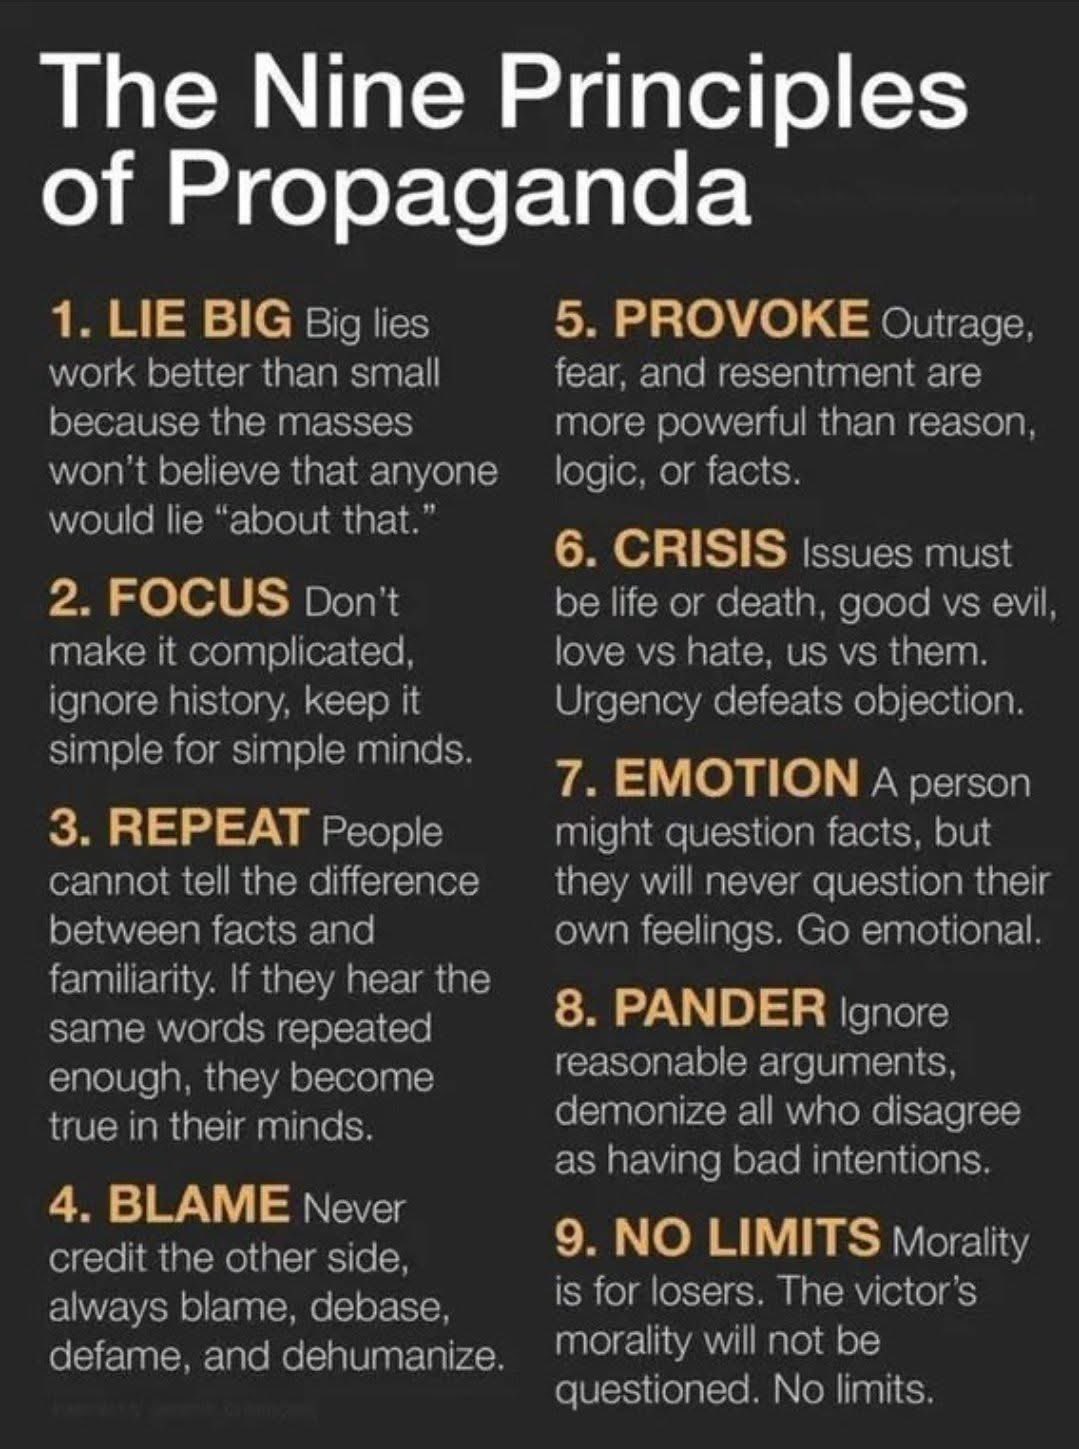 The Nine Principles
of Propaganda
1. LIE BIG Big lies
work better than small
because the masses
won't believe that anyone
would lie “about that.”
2. FOCUS Don't
make it complicated,
ignore history, keep it
simple for simple minds.
3. REPEAT People
cannot tell the difference
between facts and
familiarity. If they hear the
same words repeated
enough, they become
true in their minds.
4. BLAME Never
credit the other side,
always blame, debase,
defame, and dehumanize.
5. PROVOKE Outrage,
fear, and resentment are
more powerful than reason,
logic, or facts.
6. CRISIS Issues must
be life or death, good vs evil,
love vs hate, us vs them.
Urgency defeats objection.
7. EMOTION A person
might question facts, but
they will never question their
own feelings. Go emotional.
8. PANDER Ignore
reasonable arguments,
demonize all who disagree
as having bad intentions.
9. NO LIMITS Morality
is for losers. The victor's
morality will not be
questioned. No limits.